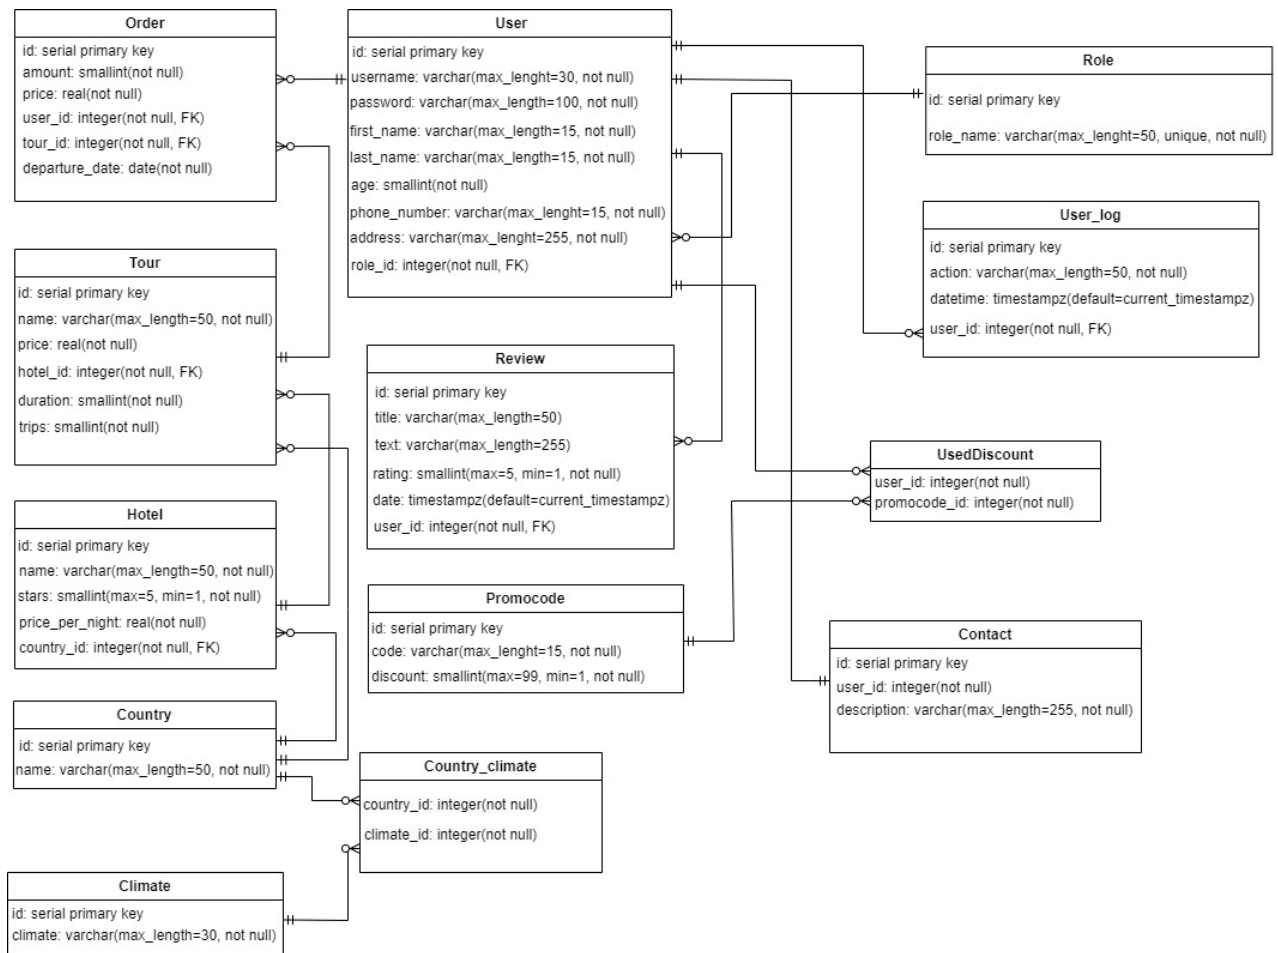 Order
id: serial primary key
amount: smallint(not null)
price: real(not null)
user_id: integer(not null, FK)
tour_id: integer(not null, FK)
departure_date: date(not null)
User
id: serial primary key
username: varchar(max_lenght=30, not null)
password: varchar(max_length=100, not null)
first_name: varchar(max_length=15, not null)
last_name: varchar(max_length=15, not null)
age: smallint(not null)
phone_number: varchar(max_lenght=15, not null)
address: varchar(max_lenght=255, not null)
role_id: integer(not null, FK)
Role
id: serial primary key
role_name: varchar(max_lenght=50, unique, not null)
User_log
id: serial primary key
action: varchar(max_length=50, not null)
datetime: timestampz(default=current_timestampz)
user_id: integer(not null, FK)
Tour
id: serial primary key
name: varchar(max_length=50, not null)
price: real(not null)
hotel_id: integer(not null, FK)
duration: smallint(not null)
trips: smallint(not null)
Review
id: serial primary key
title: varchar(max_length=50)
text: varchar(max_length=255)
rating: smallint(max=5, min=1, not null)
date: timestampz(default=current_timestampz)
user_id: integer(not null, FK)
UsedDiscount
user_id: integer(not null)
promocode_id: integer(not null)
Hotel
id: serial primary key
name: varchar(max_length=50, not null)
stars: smallint(max=5, min=1, not null)
price_per_night: real(not null)
country_id: integer(not null, FK)
Promocode
id: serial primary key
code: varchar(max_lenght=15, not null)
discount: smallint(max=99, min=1, not null)
Contact
id: serial primary key
user_id: integer(not null)
description: varchar(max_length=255, not null)
Country
id: serial primary key
name: varchar(max_length=50, not null)
Country_climate
country_id: integer(not null)
climate_id: integer(not null)
Climate
id: serial primary key
climate: varchar(max_length=30, not null)